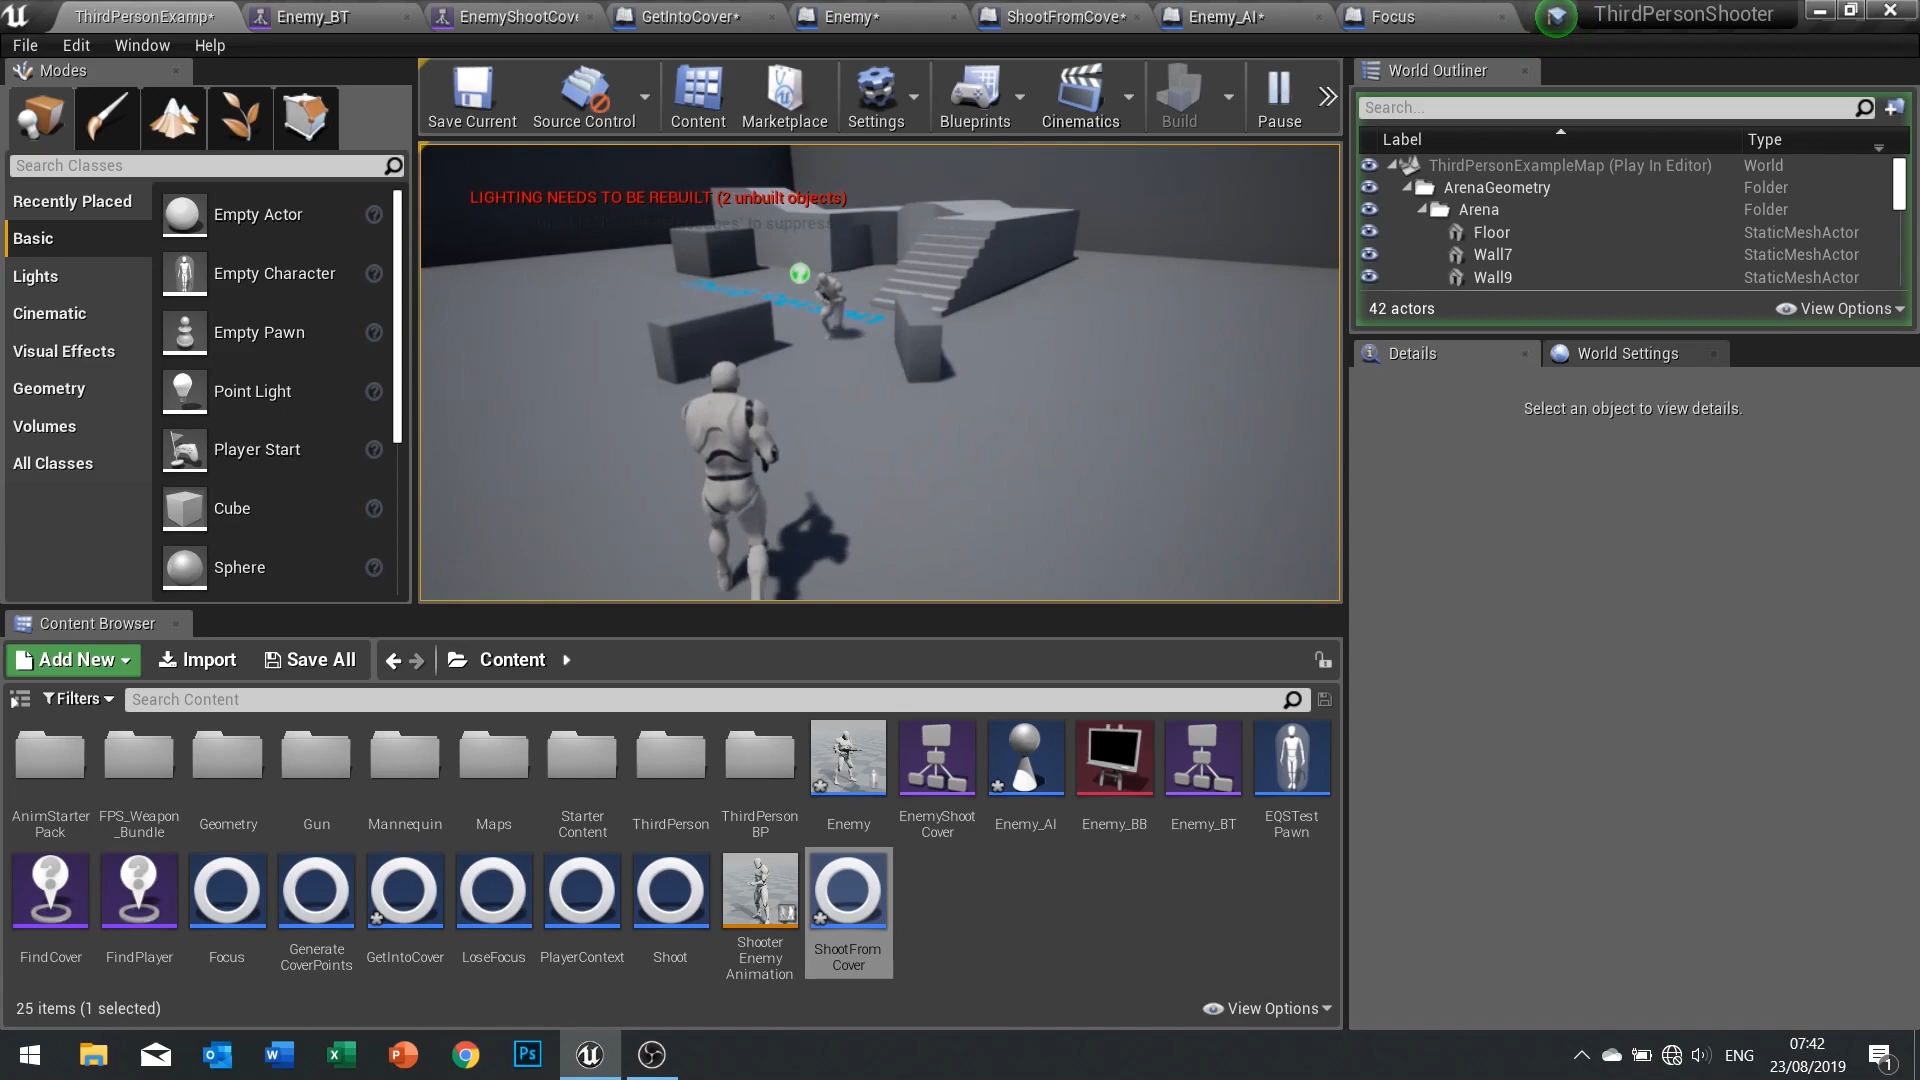 ThirdPersonExamp*
Enemy_BT
EnemyShootCov
GetIntoCover*
Enemy*
ShootFromCove*
Enemy_AI*
Focus
ThirdPersonShooter
File
Edit
Window
Help
Modes
Search Classes
Recently Placed
Basic
Lights
Cinematic
Visual Effects
Geometry
Volumes
All Classes
Empty Actor
Empty Character
Empty Pawn
Point Light
Player Start
Cube
Sphere
Save Current
Source Control
Content
Marketplace
Settings
Blueprints
Cinematics
Build
Pause
LIGHTING NEEDS TO BE REBUILT (2 unbuilt objects)
to suppress
World Outliner
Search...
Label
Type
ThirdPersonExampleMap (Play In Editor)
World
ArenaGeometry
Folder
Arena
Folder
Floor
StaticMeshActor
Wall7
StaticMeshActor
Wall9
StaticMeshActor
42 actors
View Options
Details
World Settings
Select an object to view details.
Content Browser
Add New
Import
Save All
Content
Filters
Search Content
AnimStarter
Pack
FPS_Weapon
_Bundle
Geometry
Gun
Mannequin
Maps
Starter
Content
ThirdPerson
ThirdPerson
BP
Enemy
EnemyShoot
Cover
Enemy_AI
Enemy_BB
Enemy_BT
EQSTest
Pawn
FindCover
FindPlayer
Focus
Generate
CoverPoints
GetIntoCover
LoseFocus
PlayerContext
Shoot
Shooter
Enemy
Animation
ShootFrom
Cover
25 items (1 selected)
View Options
ENG
07:42
23/08/2019
1